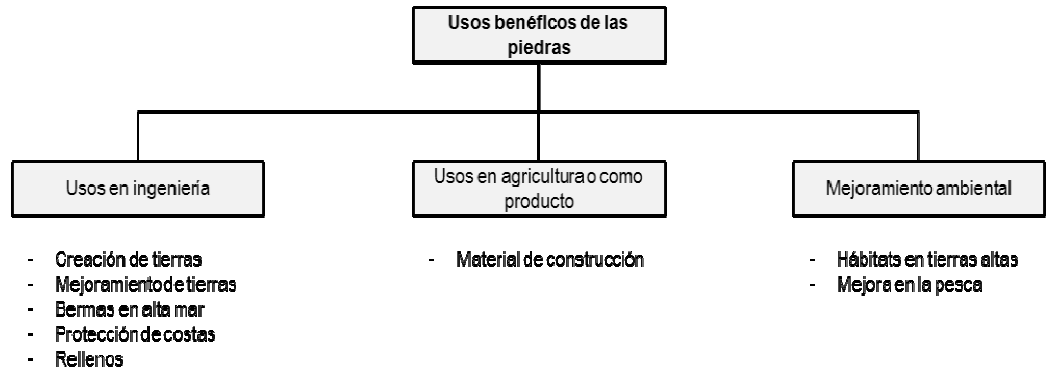 Usos benéficos de las
piedras
Usos en ingeniería
Usos en agricultura o como
producto
Mejoramiento ambiental
- Creación de tierras
- Mejoramiento de tierras
- Bermas en alta mar
- Protección de costas
- Rellenos
- Material de construcción
- Hábitats en tierras altas
- Mejora en la pesca